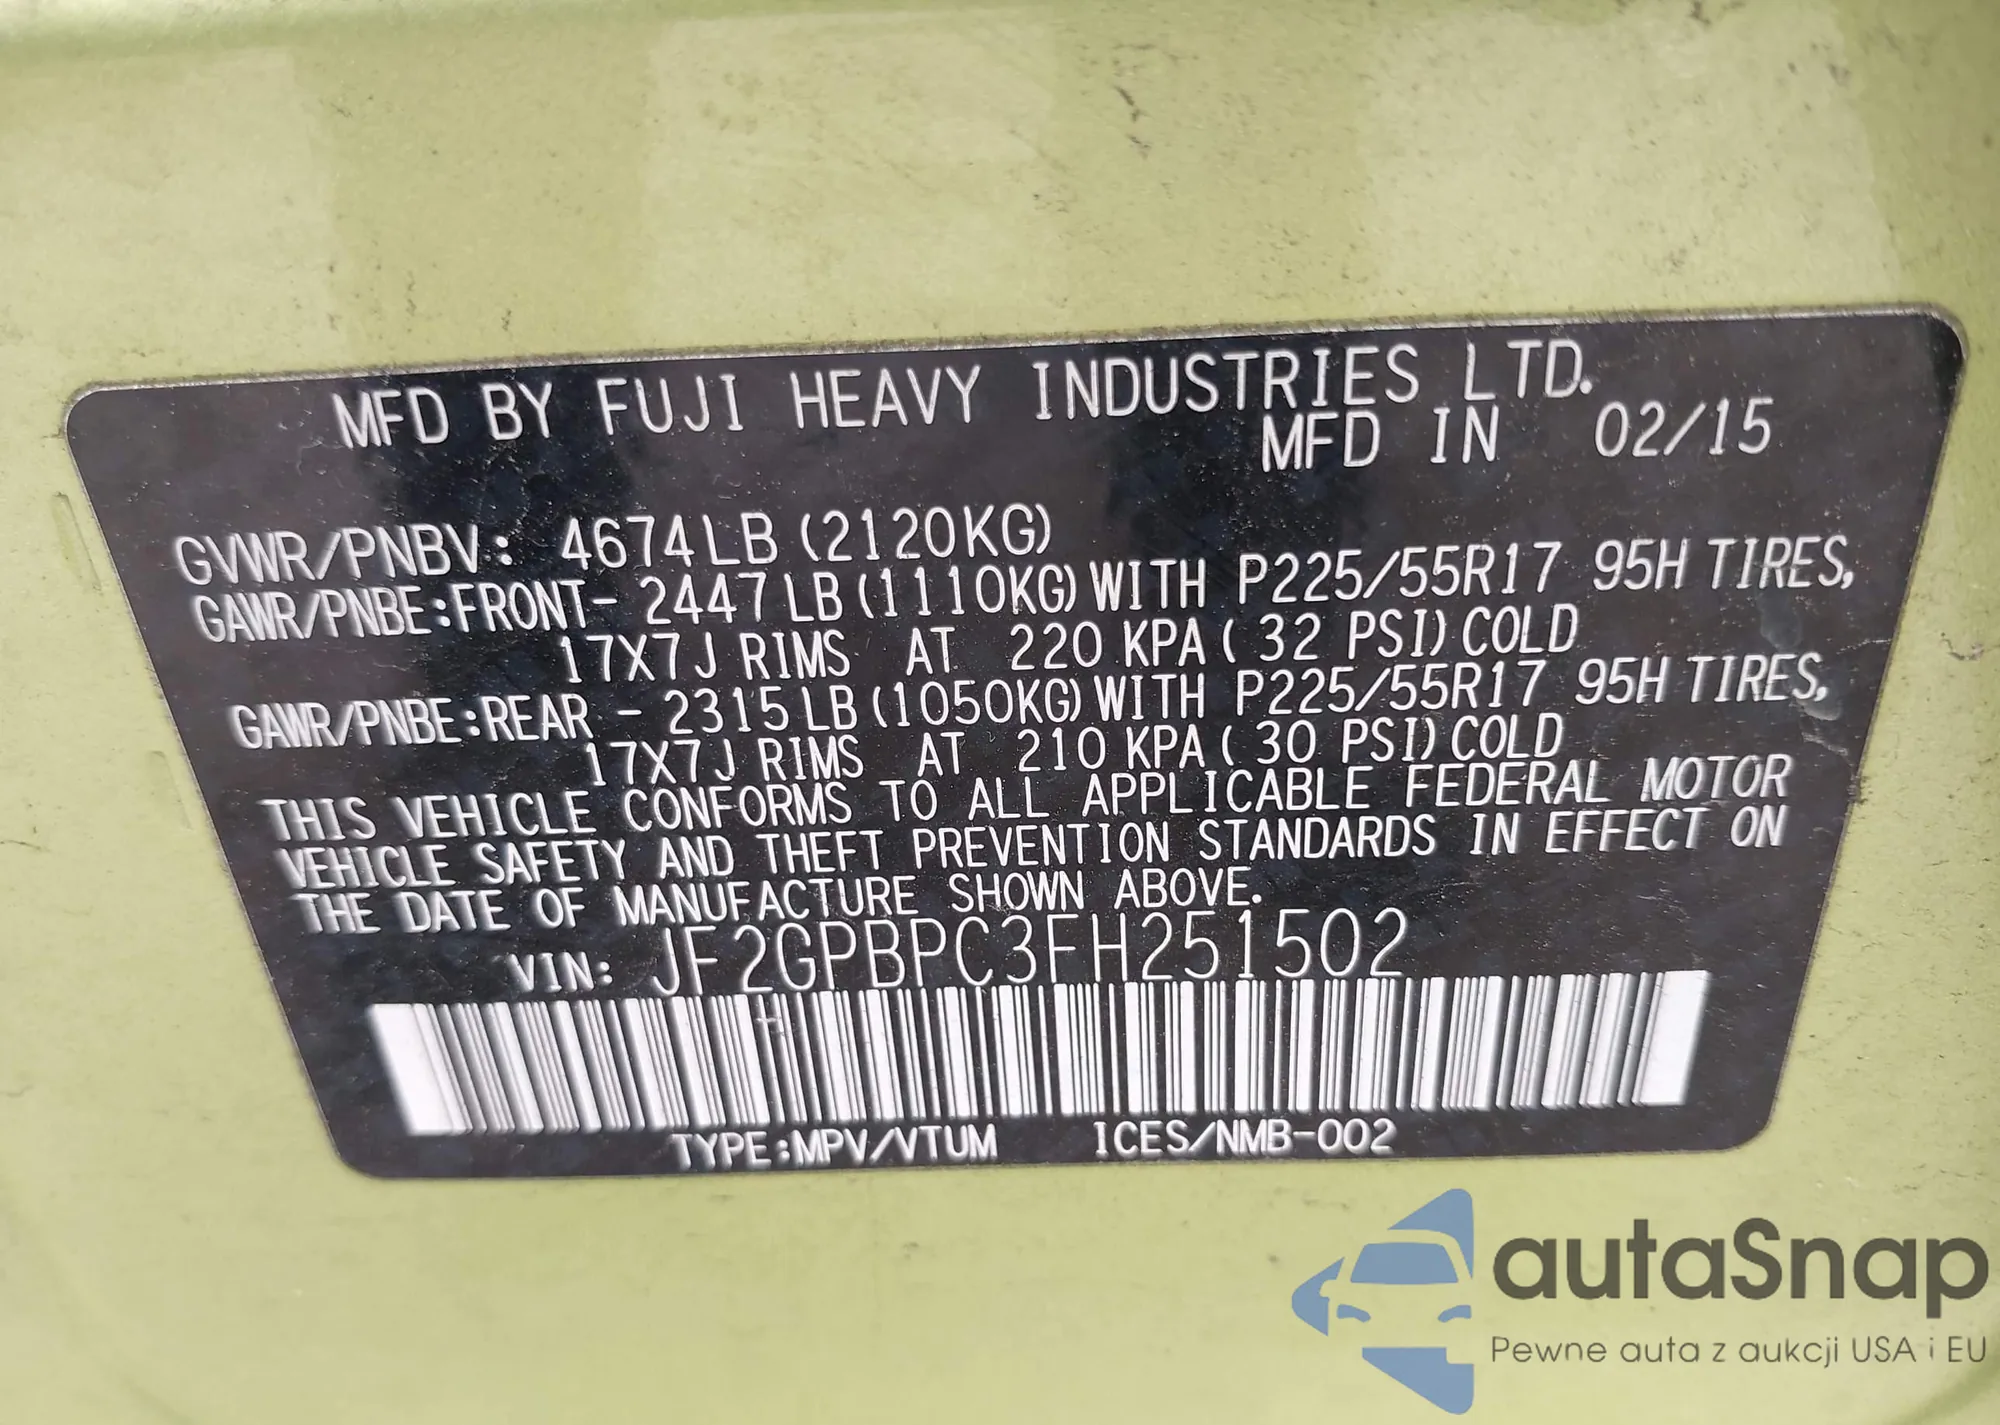 MFD BY FUJI HEAVY INDUSTRIES LTD.
MFD IN 02/15
GVWR/PNBV: 4674LB (2120KG)
GAWR/PNBE:FRONT- 2447LB (1110KG) WITH P225/55R17 95H TIRES,
17X7J RIMS AT 220 KPA ( 32 PSI) COLD
GAWR/PNBE:REAR - 2315LB (1050KG) WITH P225/55R17 95H TIRES,
17X7J RIMS AT 210 KPA ( 30 PSI) COLD
THIS VEHICLE CONFORMS TO ALL APPLICABLE FEDERAL MOTOR
VEHICLE SAFETY AND THEFT PREVENTION STANDARDS IN EFFECT ON
THE DATE OF MANUFACTURE SHOWN ABOVE.
VIN: JF2GPBPC3FH251502
TYPE:MPV/VTUM ICES/NMB-002
autaSnap
Pewne auta z aukcji USA i EU